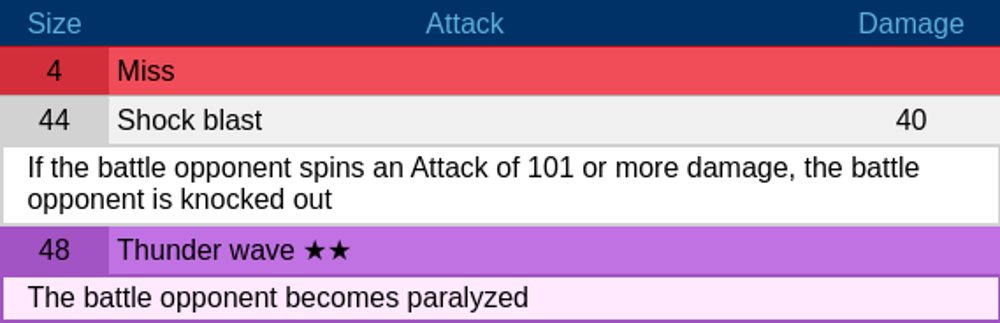 Size Attack Damage
4 Miss
44 Shock blast 40
If the battle opponent spins an Attack of 101 or more damage, the battle
opponent is knocked out
48 Thunder wave ★★
The battle opponent becomes paralyzed